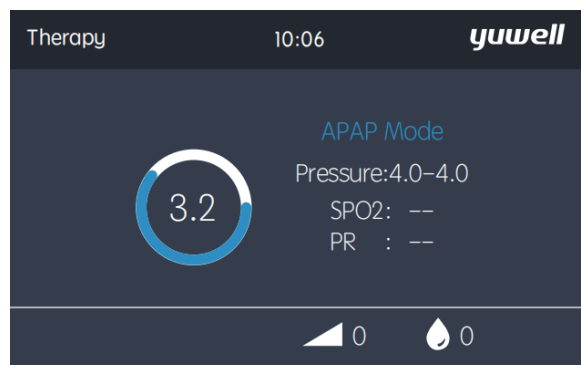 Therapy 10:06 yuwell
APAP Mode
Pressure:4.0–4.0
3.2
SPO2: --
PR : --
0 0